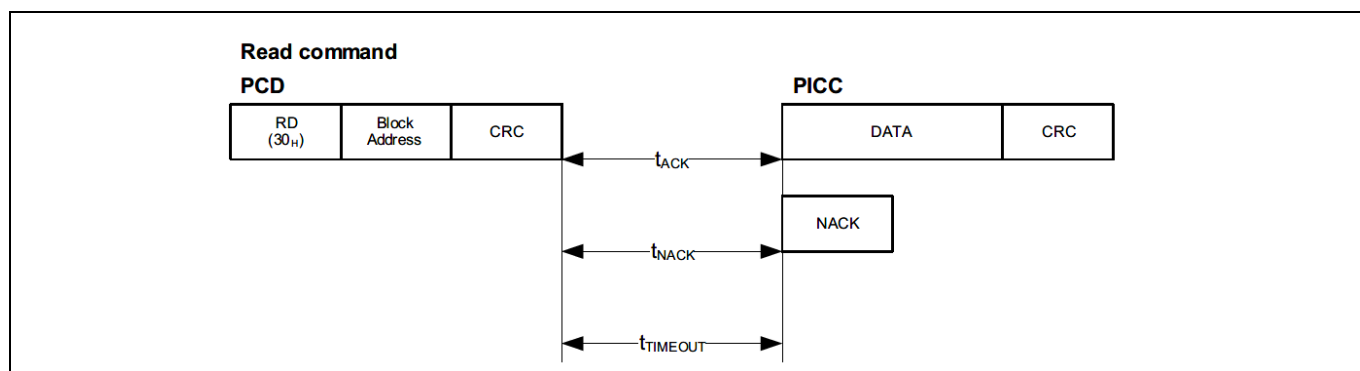 Read command
PCD
PICC
RD
(30H)
Block
Address
CRC
DATA
CRC
tACK
NACK
tNACK
tTIMEOUT